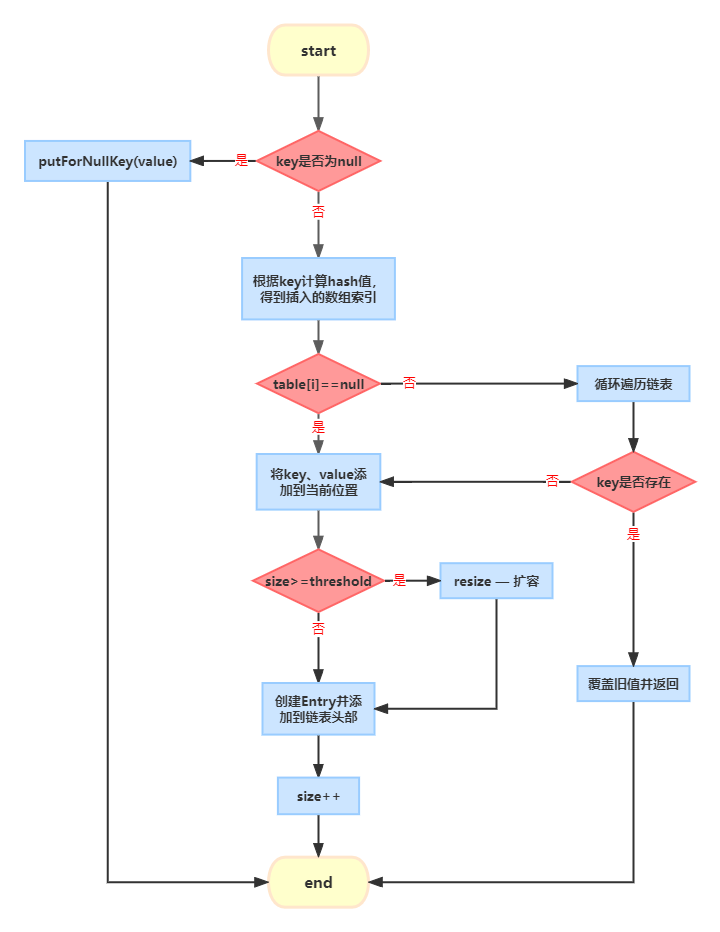 start
key是否为null
是
putForNullKey(value)
否
根据key计算hash值,
得到插入的数组索引
table[i]==null
否
循环遍历链表
是
将key、value添
加到当前位置
否
key是否存在
是
size>=threshold
是
resize — 扩容
否
创建Entry并添
加到链表头部
覆盖旧值并返回
size++
end